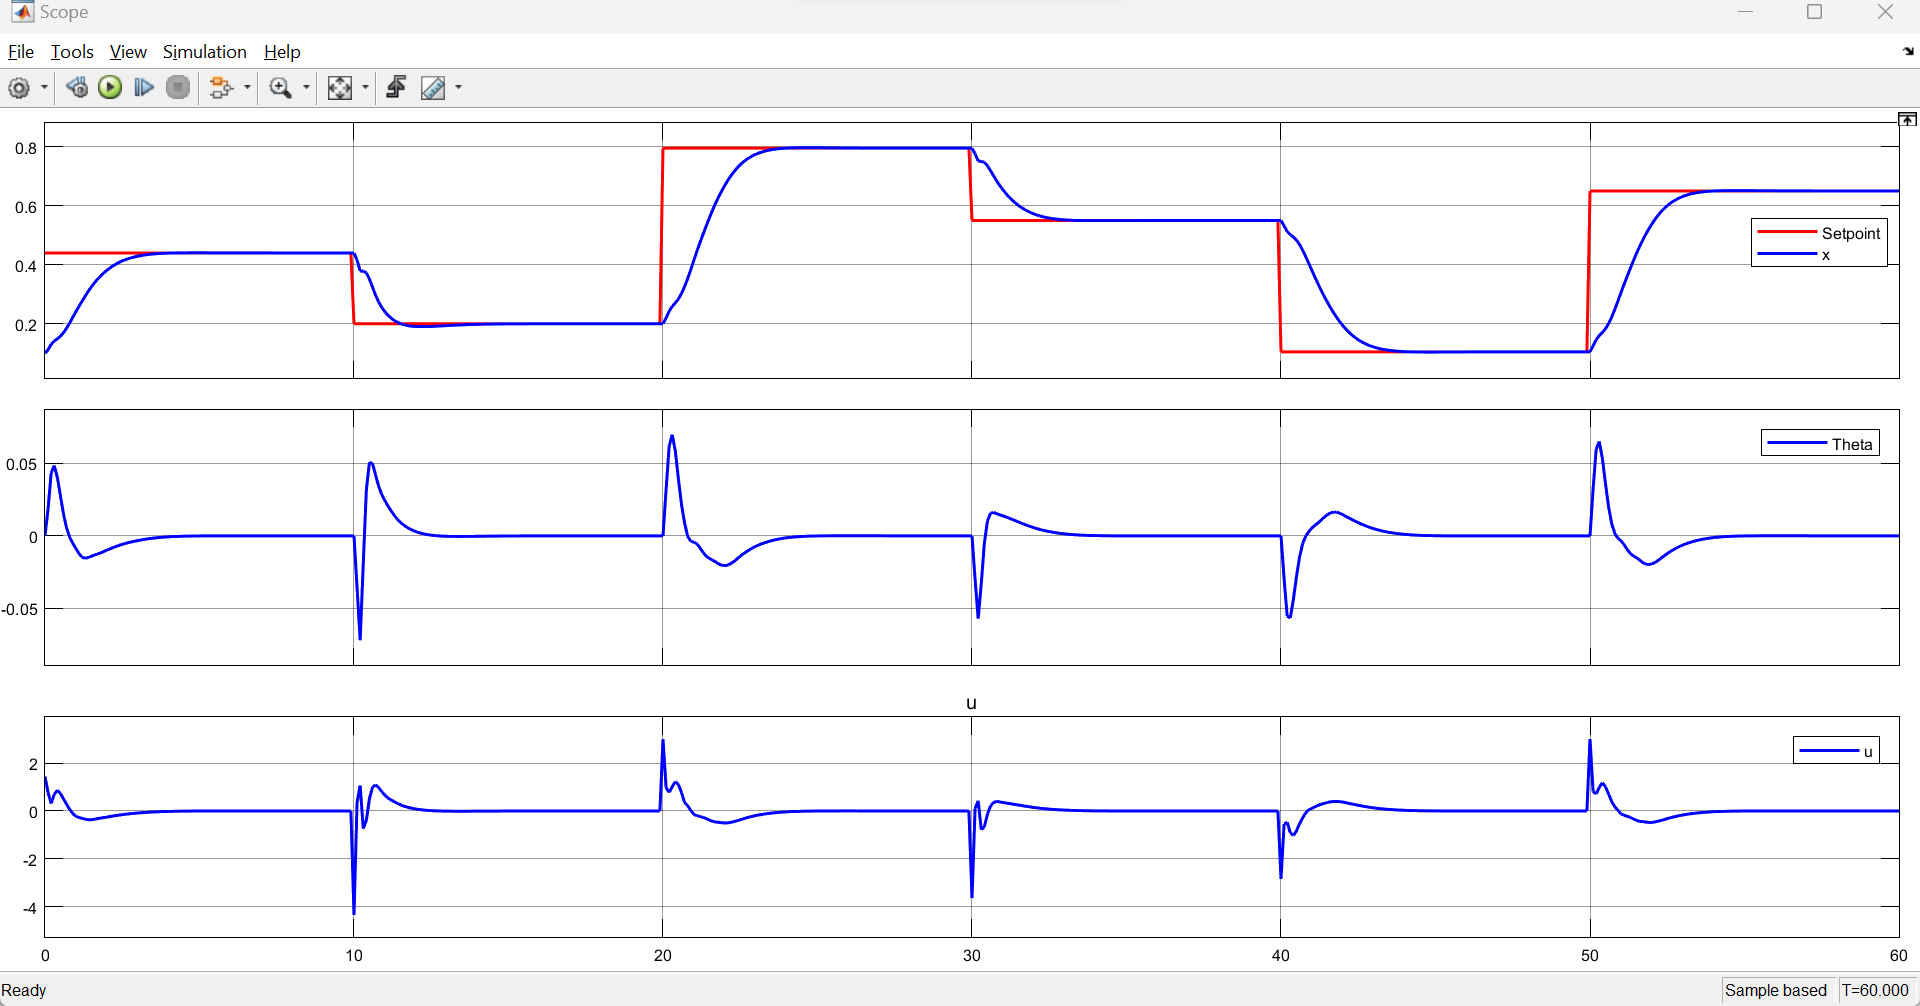 Scope
File Tools View Simulation Help
0.8
0.6
0.4
0.2
Setpoint
x
0.05
0
-0.05
Theta
u
2
0
-2
-4
u
0 10 20 30 40 50 60
Ready Sample based T=60.000